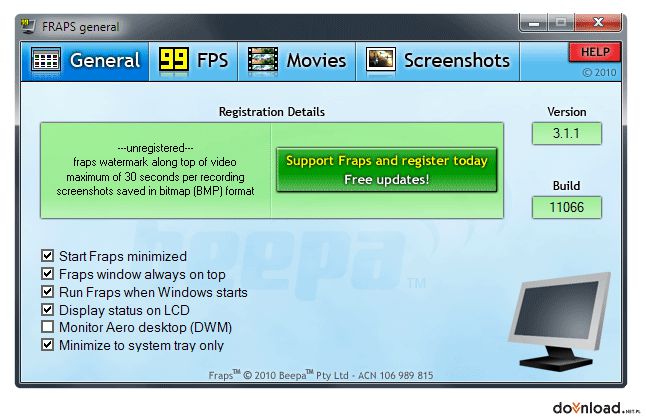 FRAPS general
General
99 FPS
Movies
Screenshots
HELP
© 2010
Registration Details
---unregistered---
fraps watermark along top of video
maximum of 30 seconds per recording
screenshots saved in bitmap (BMP) format
Support Fraps and register today
Free updates!
Version
3.1.1
Build
11066
beepa™
Start Fraps minimized
Fraps window always on top
Run Fraps when Windows starts
Display status on LCD
Monitor Aero desktop (DWM)
Minimize to system tray only
Fraps™ © 2010 Beepa™ Pty Ltd - ACN 106 989 815
download.NET.PL